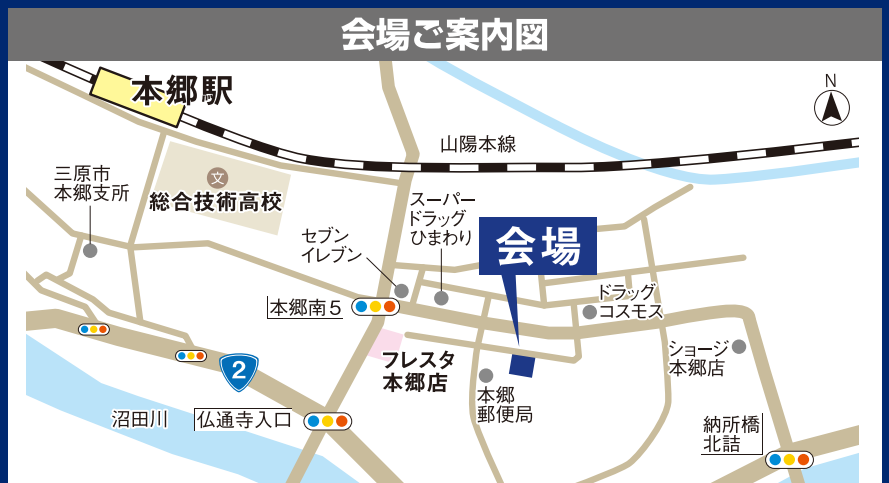 会場ご案内図
本郷駅
N
山陽本線
三原市
本郷支所
文
総合技術高校
スーパー
ドラッグ
ひまわり
セブン
イレブン
会場
本郷南5
ドラッグ
コスモス
フレスタ
本郷店
ショージ
本郷店
2
本郷
郵便局
沼田川
仏通寺入口
納所橋
北詰